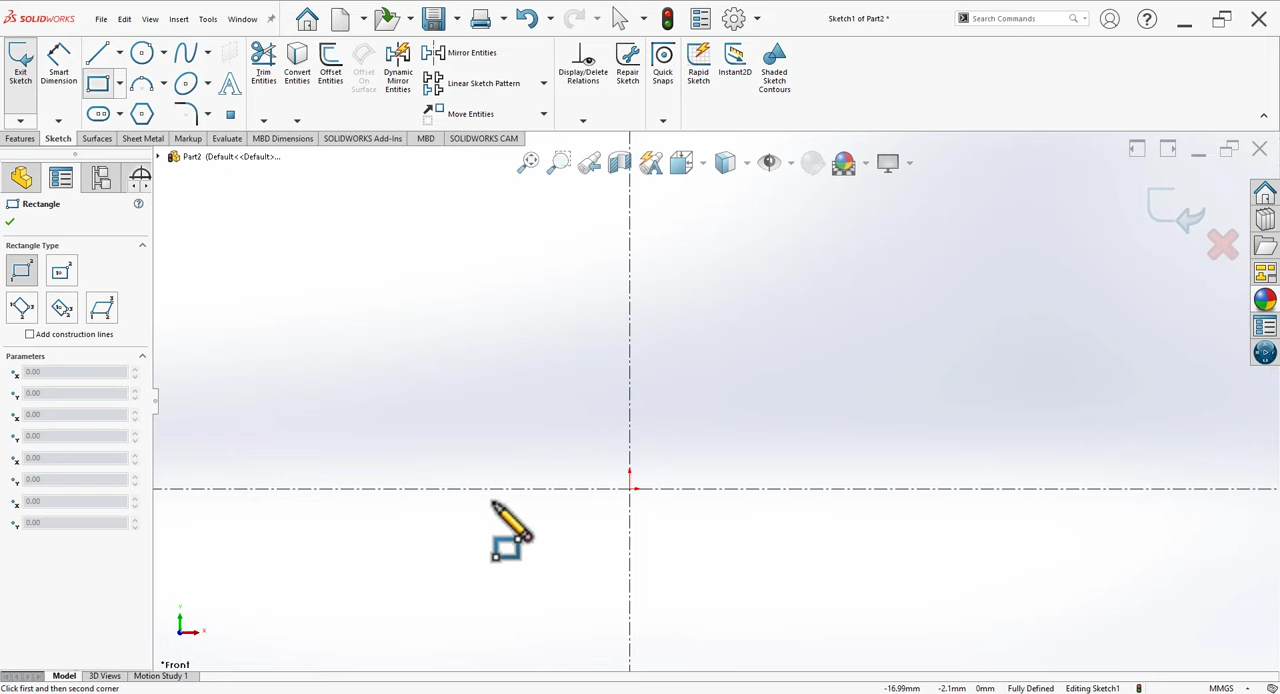 SOLIDWORKS
File
Edit
View
Insert
Tools
Window
Sketch1 of Part2 *
Search Commands
Exit Sketch
Smart Dimension
Trim Entities
Convert Entities
Offset Entities
Offset On Surface
Dynamic Mirror Entities
Mirror Entities
Linear Sketch Pattern
Move Entities
Display/Delete Relations
Repair Sketch
Quick Snaps
Rapid Sketch
Instant2D
Shaded Sketch Contours
Features
Sketch
Surfaces
Sheet Metal
Markup
Evaluate
MBD Dimensions
SOLIDWORKS Add-Ins
MBD
SOLIDWORKS CAM
Part2 (Default<<Default>...
Rectangle
Rectangle Type
Add construction lines
Parameters
0.00
0.00
0.00
0.00
0.00
0.00
0.00
0.00
Y
X
*Front
Model
3D Views
Motion Study 1
Click first and then second corner
-16.99mm
-2.1mm
0mm
Fully Defined
Editing Sketch1
MMGS